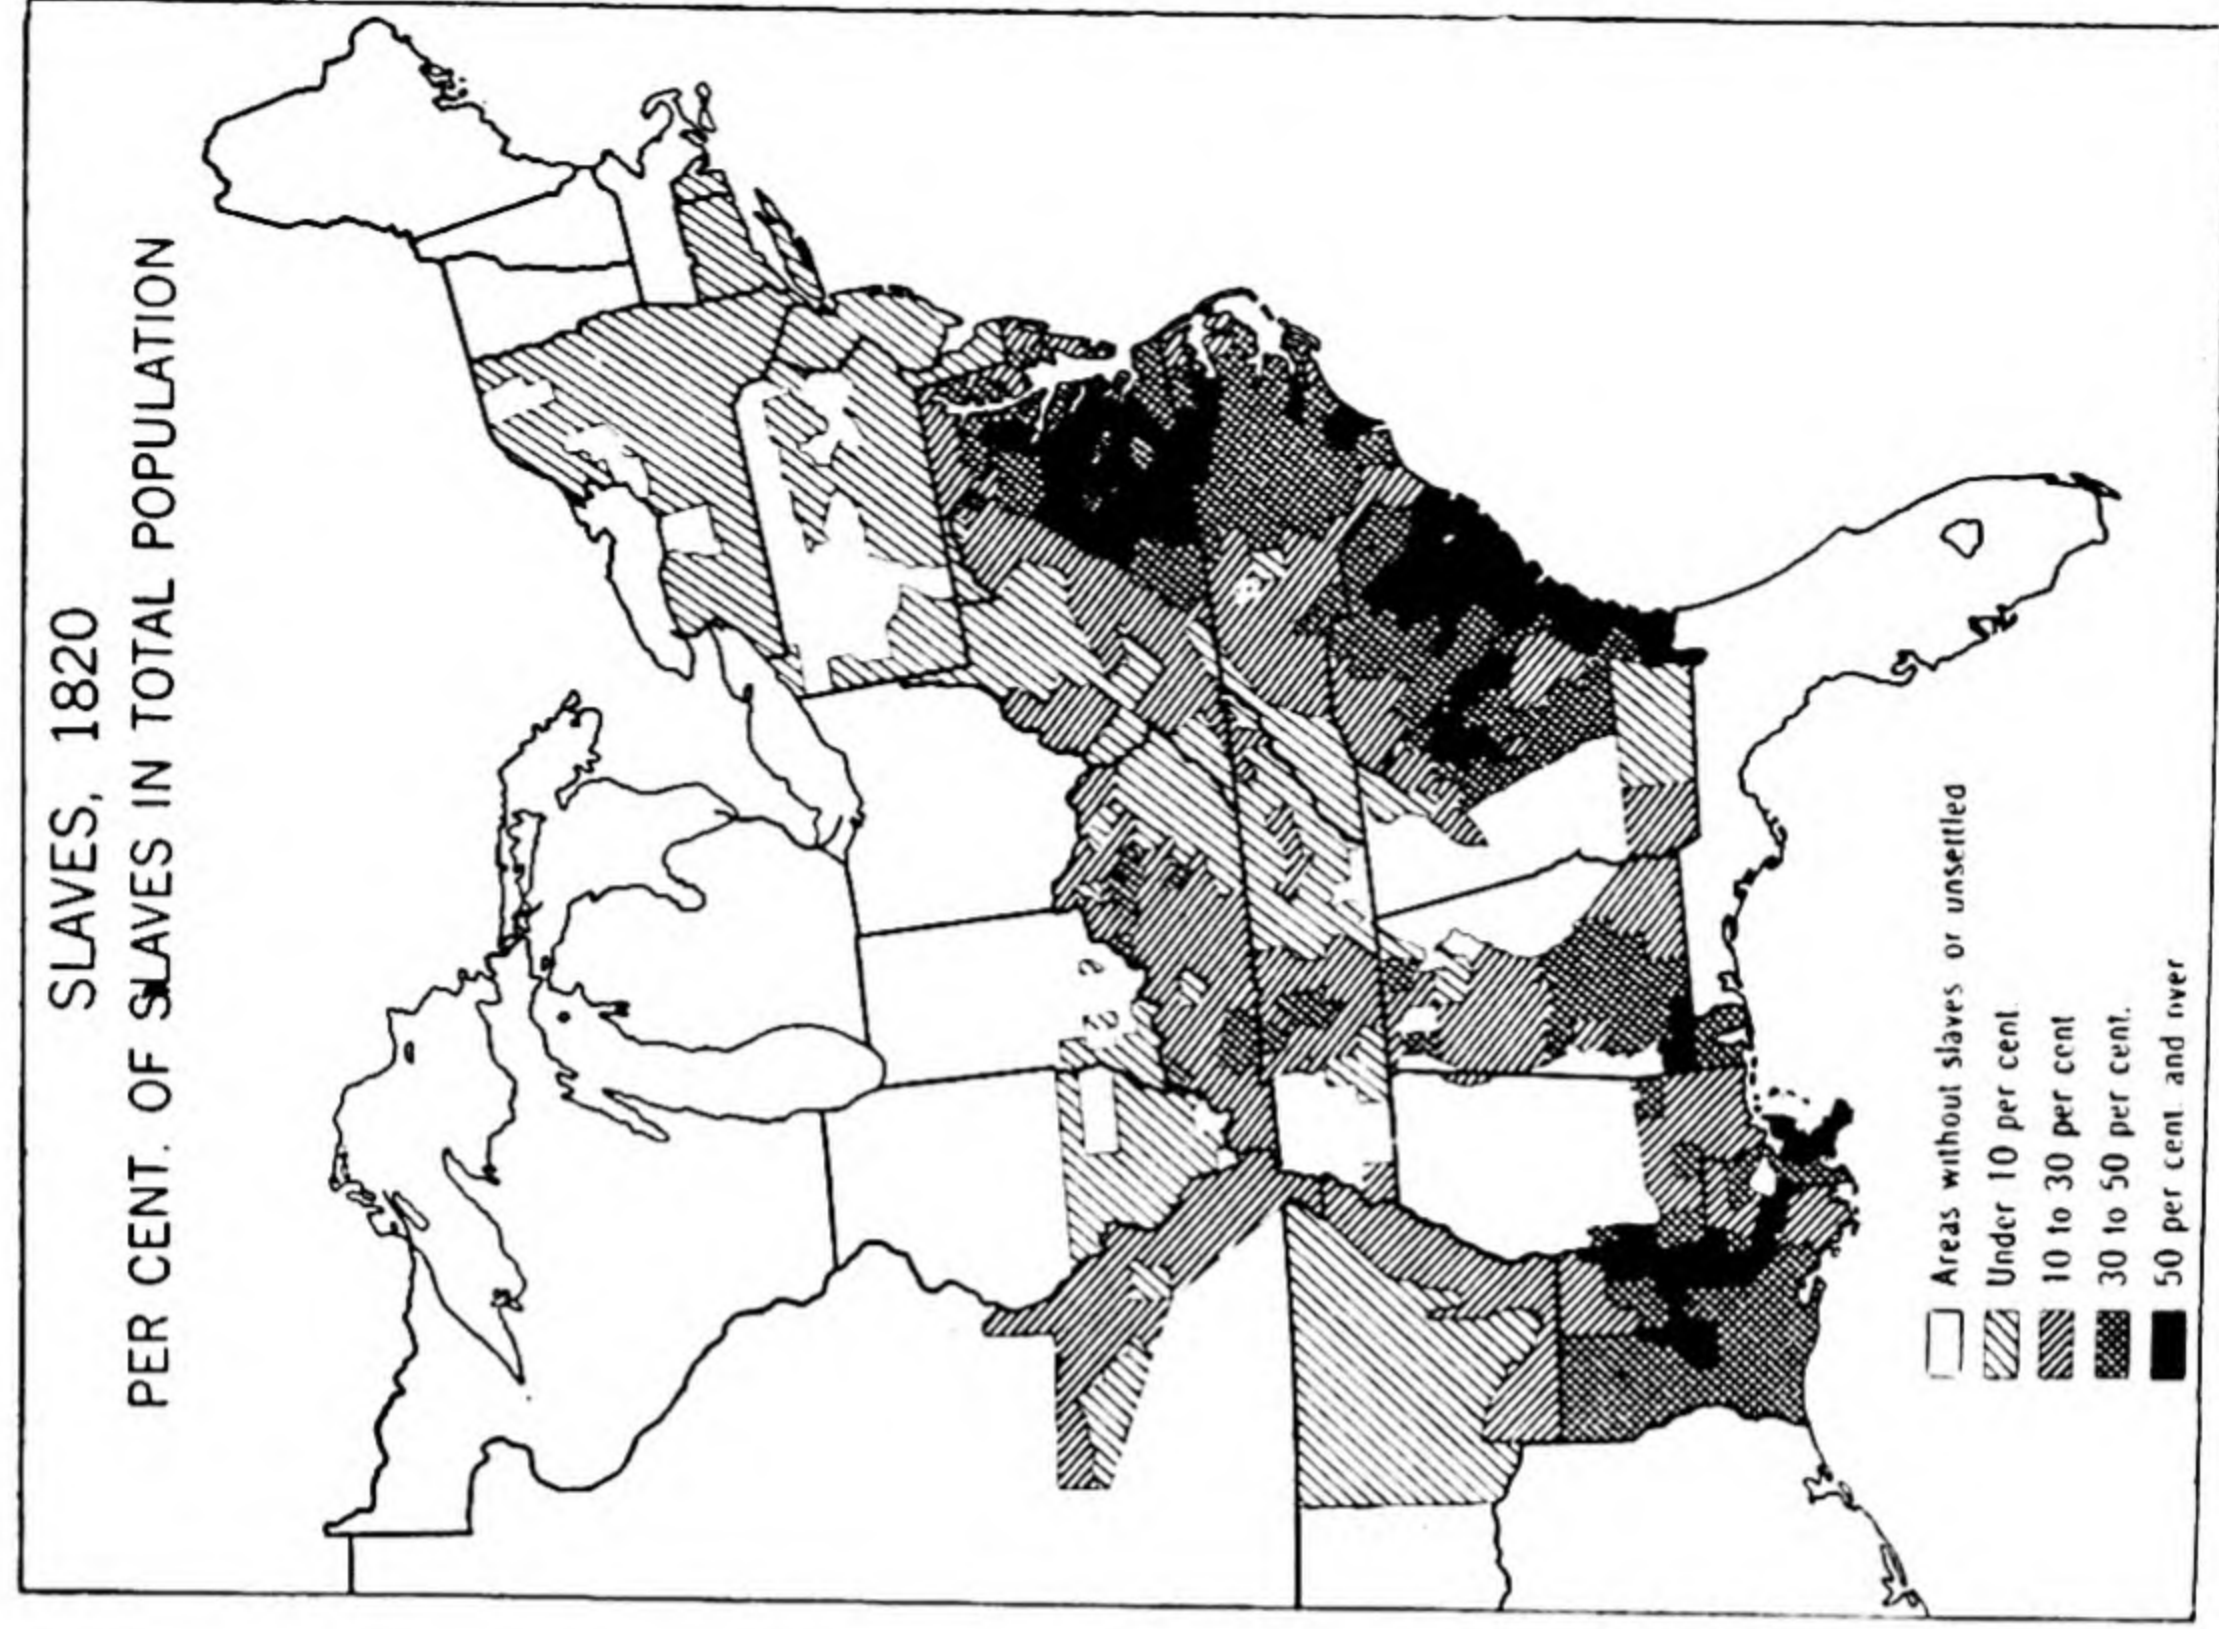 SLAVES, 1820
PER CENT. OF SLAVES IN TOTAL POPULATION
Areas without slaves or unsettled
Under 10 per cent
10 to 30 per cent
30 to 50 per cent.
50 per cent. and over